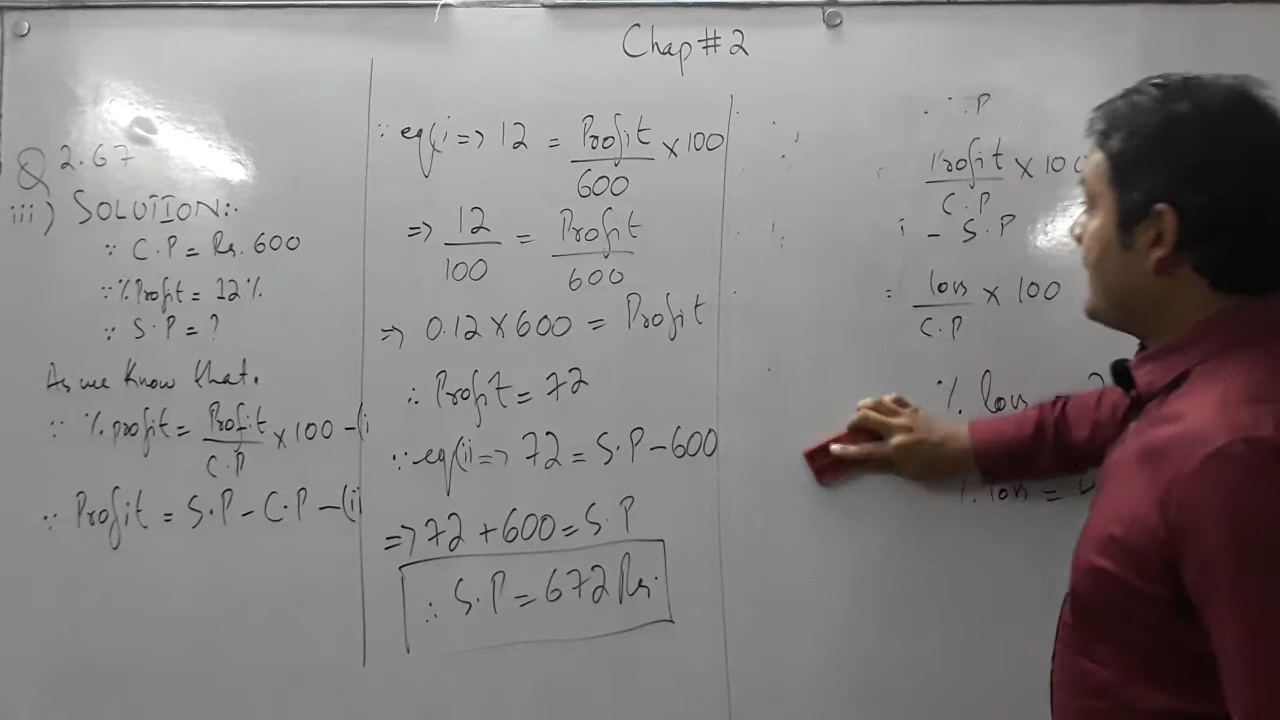 Chap # 2
Q 2.67
iii) SOLUTION:.
∵ C.P = Rs. 600
∵ % Profit = 12 %.
∵ S.P = ?
As we know that.
∵ % profit = Profit/C.P × 100 - (i
∵ Profit = S.P - C.P - (i
∵ eq(i => 12 = Profit/600 × 100
=> 12/100 = Profit/600
=> 0.12 × 600 = Profit
∴ Profit = 72
∵ eq(ii => 72 = S.P - 600
=> 72 + 600 = S.P
∴ S.P = 672 Rs.
P
Profit/C.P × 100
- S.P
= loss/C.P × 100
% loss =
%. loss =